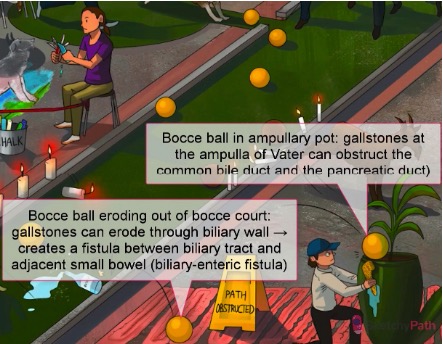 CHALK
Bocce ball in ampullary pot: gallstones at
the ampulla of Vater can obstruct the
common bile duct and the pancreatic duct)
Bocce ball eroding out of bocce court:
gallstones can erode through biliary wall →
creates a fistula between biliary tract and
adjacent small bowel (biliary-enteric fistula)
PATH
OBSTRUCTED
Path